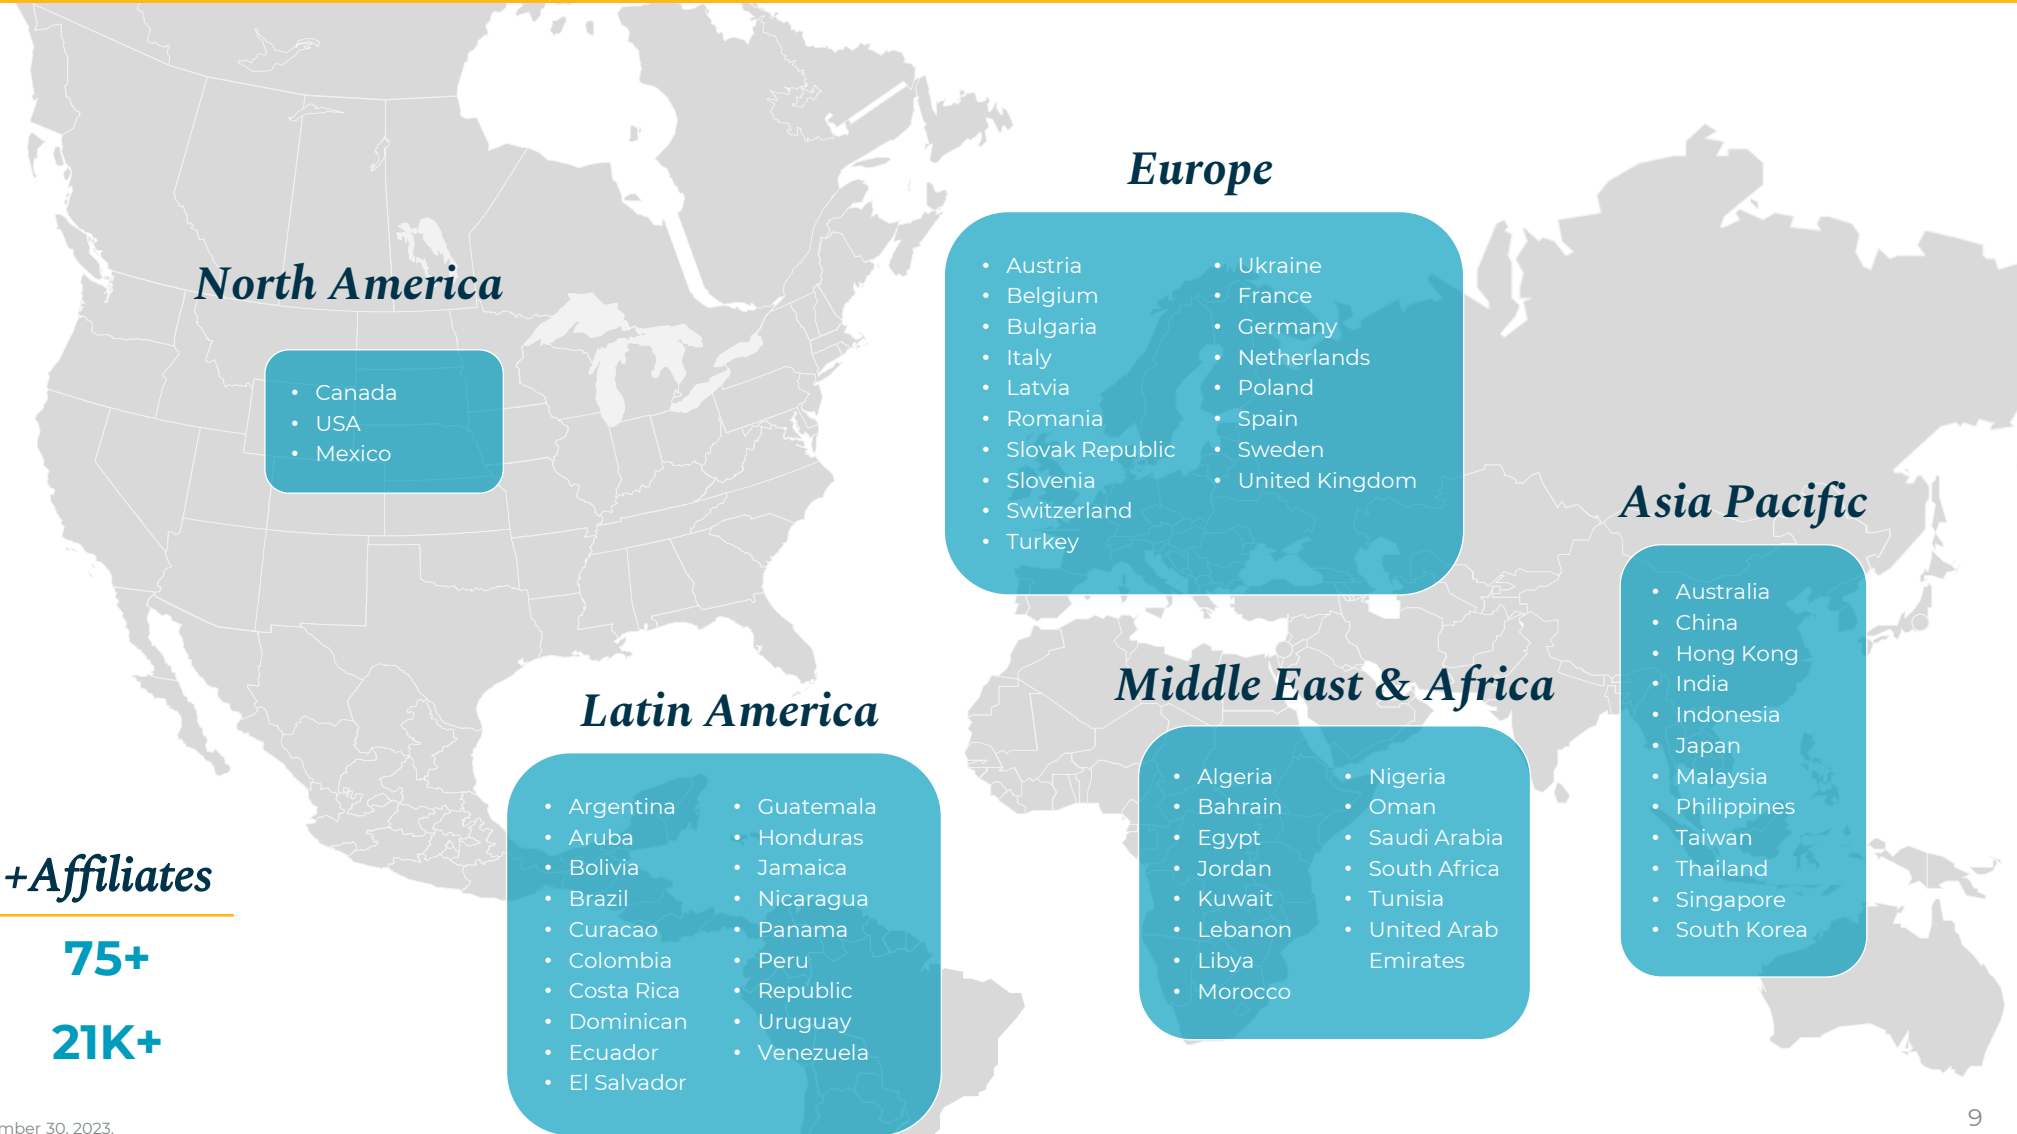 Europe
• Austria
• Belgium
• Bulgaria
• Italy
• Latvia
• Romania
• Slovak Republic
• Slovenia
• Switzerland
• Turkey
• Ukraine
• France
• Germany
• Netherlands
• Poland
• Spain
• Sweden
• United Kingdom
North America
• Canada
• USA
• Mexico
Asia Pacific
• Australia
• China
• Hong Kong
• India
• Indonesia
• Japan
• Malaysia
• Philippines
• Taiwan
• Thailand
• Singapore
• South Korea
Middle East & Africa
• Algeria
• Bahrain
• Egypt
• Jordan
• Kuwait
• Lebanon
• Libya
• Morocco
• Nigeria
• Oman
• Saudi Arabia
• South Africa
• Tunisia
• United Arab
Emirates
Latin America
• Argentina
• Aruba
• Bolivia
• Brazil
• Curacao
• Colombia
• Costa Rica
• Dominican
• Ecuador
• El Salvador
• Guatemala
• Honduras
• Jamaica
• Nicaragua
• Panama
• Peru
• Republic
• Uruguay
• Venezuela
+Affiliates
75+
21K+
mber 30, 2023.
9